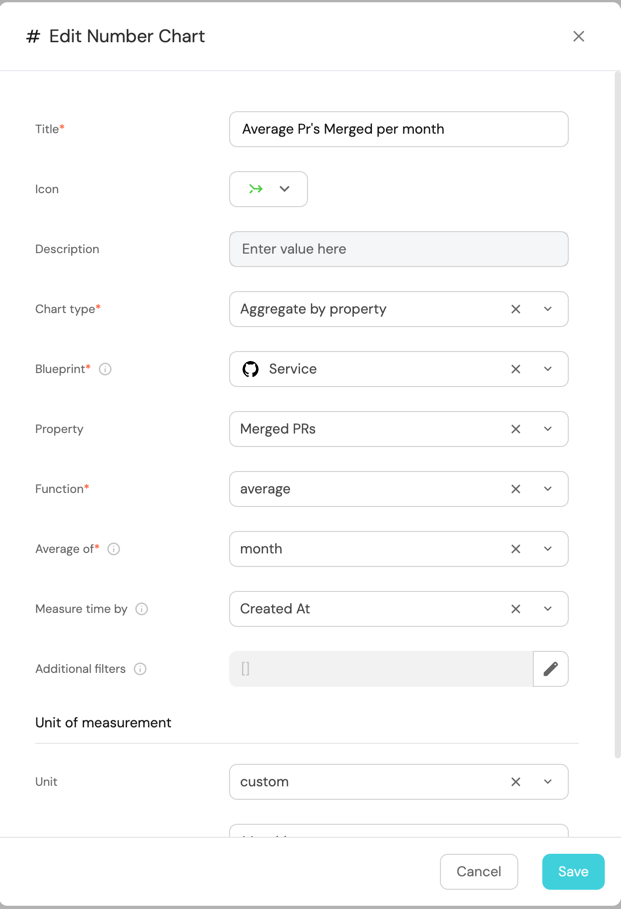 # Edit Number Chart
Title*
Average Pr's Merged per month
Icon
Description
Enter value here
Chart type*
Aggregate by property
Blueprint*
Service
Property
Merged PRs
Function*
average
Average of*
month
Measure time by
Created At
Additional filters
[]
Unit of measurement
Unit
custom
Cancel
Save